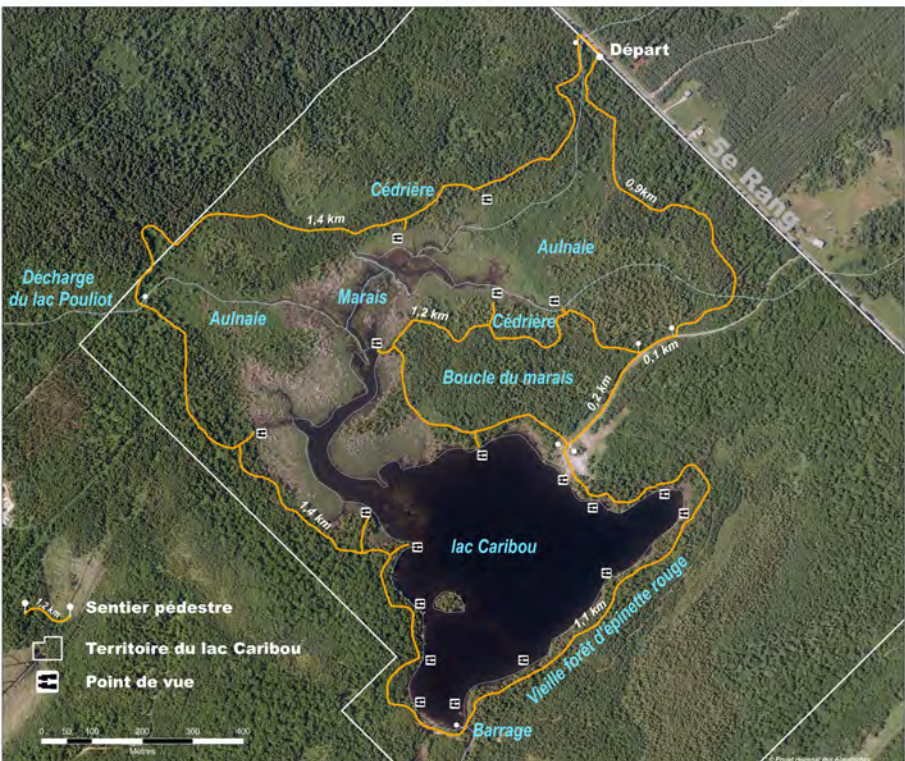 Départ
5e Rang
0,9km
Cédrière
1,4 km
Aulnaie
Décharge
du lac Pouliot
Marais
Aulnaie
1,2 km
Cédrière
0,1 km
Boucle du marais
0,2 km
1,4 km
lac Caribou
1,1 km
Vieille forêt d'épinette rouge
Barrage
1,2 km
Sentier pédestre
Territoire du lac Caribou
Point de vue
0 50 100 200 300 400
Mètres